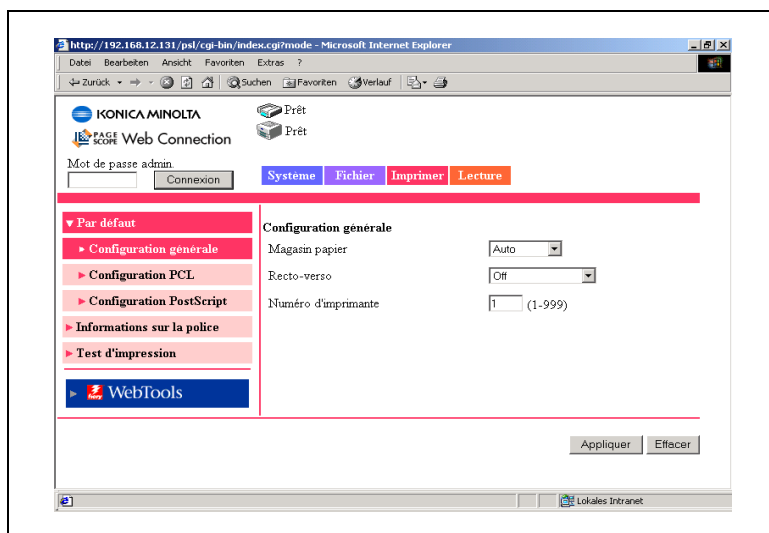 http://192.168.12.131/psl/cgi-bin/index.cgi?mode - Microsoft Internet Explorer
Datei Bearbeiten Ansicht Favoriten Extras ?
Zurück Suchen Favoriten Verlauf
KONICA MINOLTA
Prêt
PAGE SCOPE Web Connection
Prêt
Mot de passe admin.
Connexion
Système Fichier Imprimer Lecture
Par défaut
Configuration générale
Configuration PCL
Configuration PostScript
Informations sur la police
Test d'impression
fiery WebTools
Configuration générale
Magasin papier Auto
Recto-verso Off
Numéro d'imprimante 1 (1-999)
Appliquer Effacer
Lokales Intranet